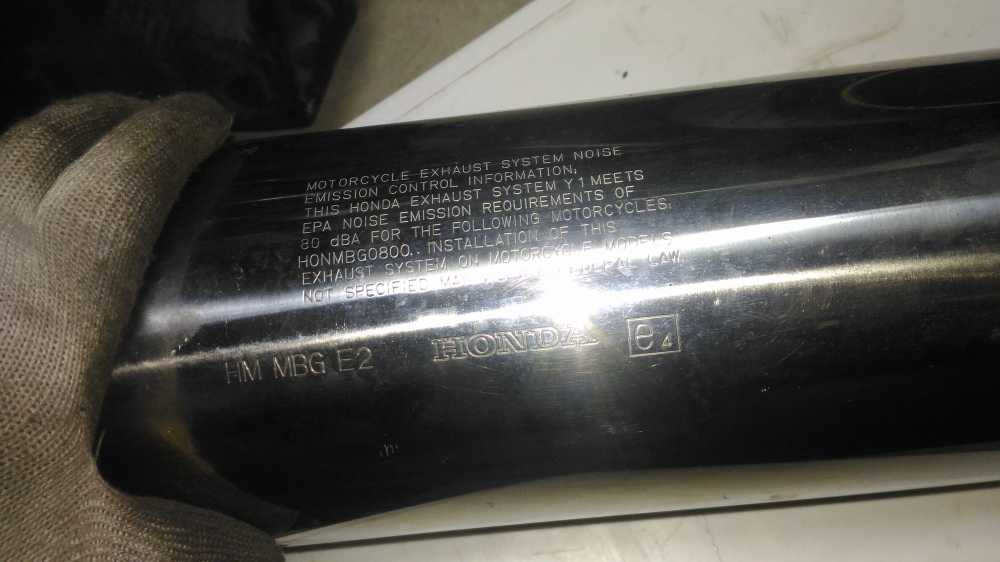 MOTORCYCLE EXHAUST SYSTEM NOISE
EMISSION CONTROL INFORMATION,
THIS HONDA EXHAUST SYSTEM Y1 MEETS
EPA NOISE EMISSION REQUIREMENTS OF
80 dBA FOR THE FOLLOWING MOTORCYCLES.
HONMBG0800.. INSTALLATION OF THIS
EXHAUST SYSTEM ON MOTORCYCLE MODELS
NOT SPECIFIED LAW.
HM MBG E2 HONDA e4